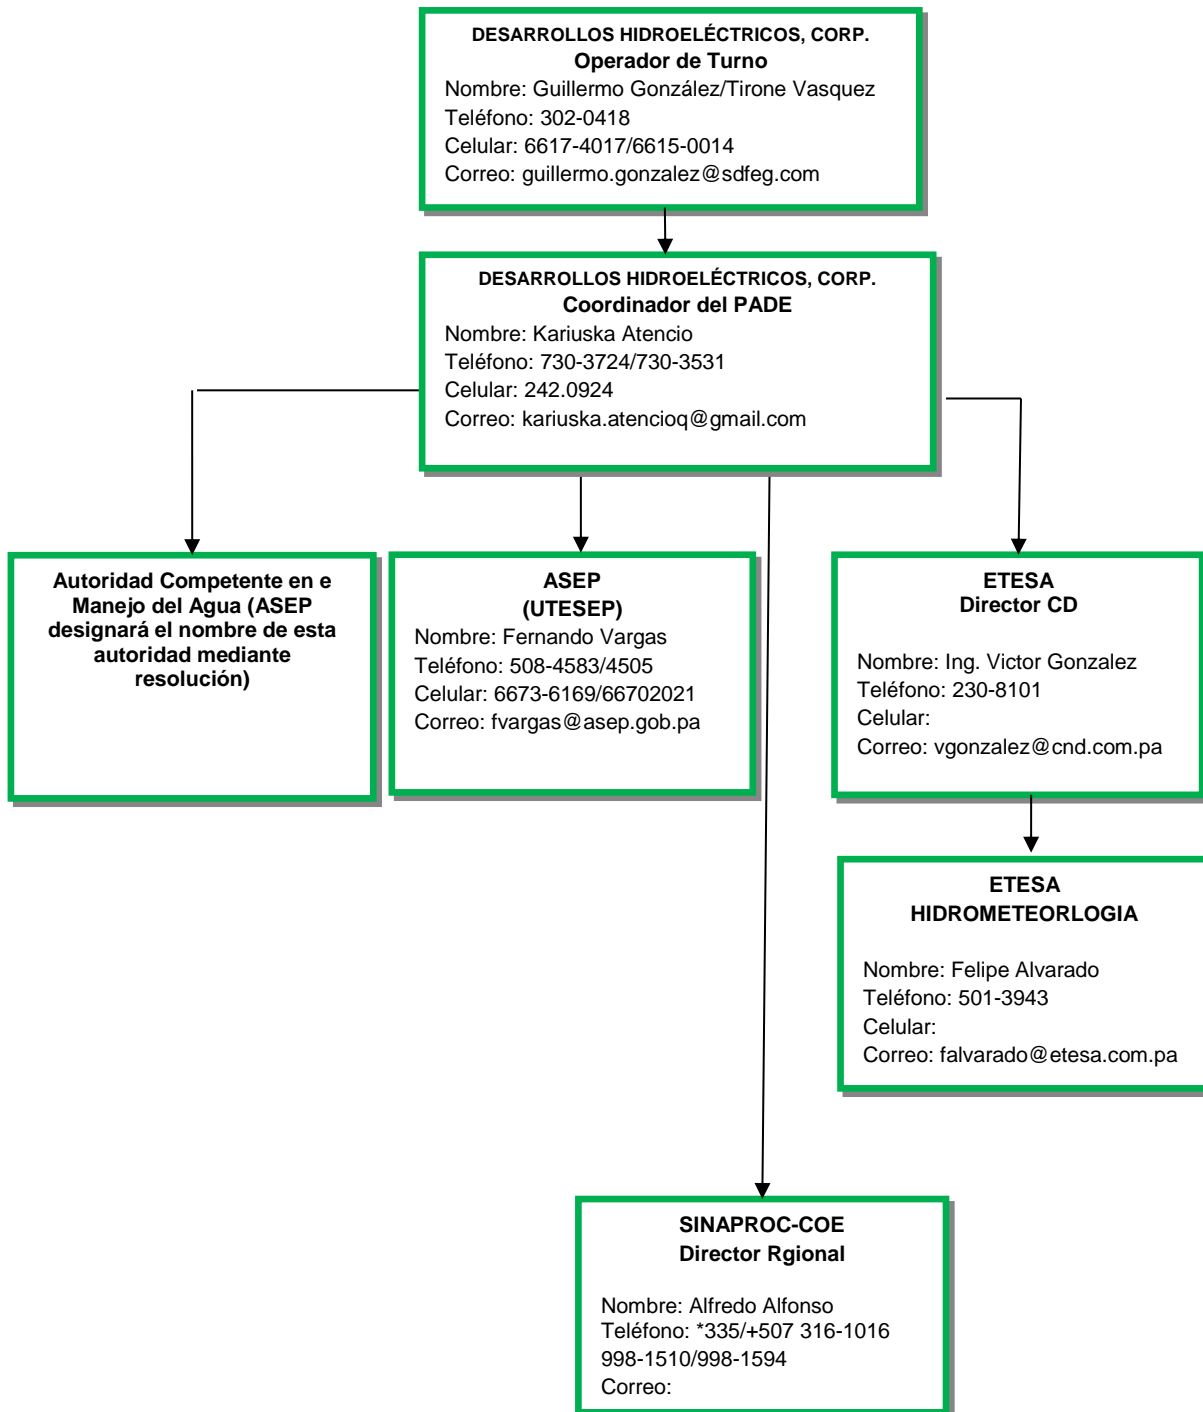 DESARROLLOS HIDROELÉCTRICOS, CORP.
Operador de Turno
Nombre: Guillermo González/Tirone Vasquez
Teléfono: 302-0418
Celular: 6617-4017/6615-0014
Correo: guillermo.gonzalez@sdfeg.com
DESARROLLOS HIDROELÉCTRICOS, CORP.
Coordinador del PADE
Nombre: Kariuska Atencio
Teléfono: 730-3724/730-3531
Celular: 242.0924
Correo: kariuska.atencioq@gmail.com
Autoridad Competente en e
Manejo del Agua (ASEP
designará el nombre de esta
autoridad mediante
resolución)
ASEP
(UTESEP)
Nombre: Fernando Vargas
Teléfono: 508-4583/4505
Celular: 6673-6169/66702021
Correo: fvargas@asep.gob.pa
ETESA
Director CD
Nombre: Ing. Victor Gonzalez
Teléfono: 230-8101
Celular:
Correo: vgonzalez@cnd.com.pa
ETESA
HIDROMETEORLOGIA
Nombre: Felipe Alvarado
Teléfono: 501-3943
Celular:
Correo: falvarado@etesa.com.pa
SINAPROC-COE
Director Rgional
Nombre: Alfredo Alfonso
Teléfono: *335/+507 316-1016
998-1510/998-1594
Correo: